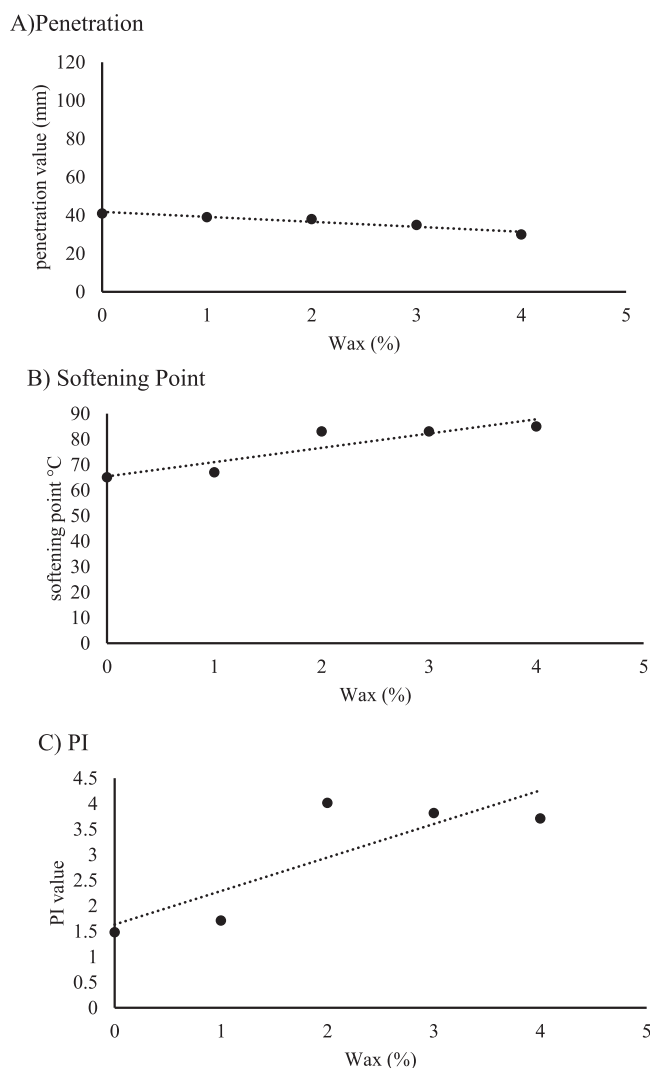 A)Penetration
120
100
80
60
40
20
0
penetration value (mm)
0 1 2 3 4 5
Wax (%)
B) Softening Point
90
80
70
60
50
40
30
20
10
0
softening point °C
0 1 2 3 4 5
Wax (%)
C) PI
4.5
4
3.5
3
2.5
2
1.5
1
0.5
0
PI value
0 1 2 3 4 5
Wax (%)